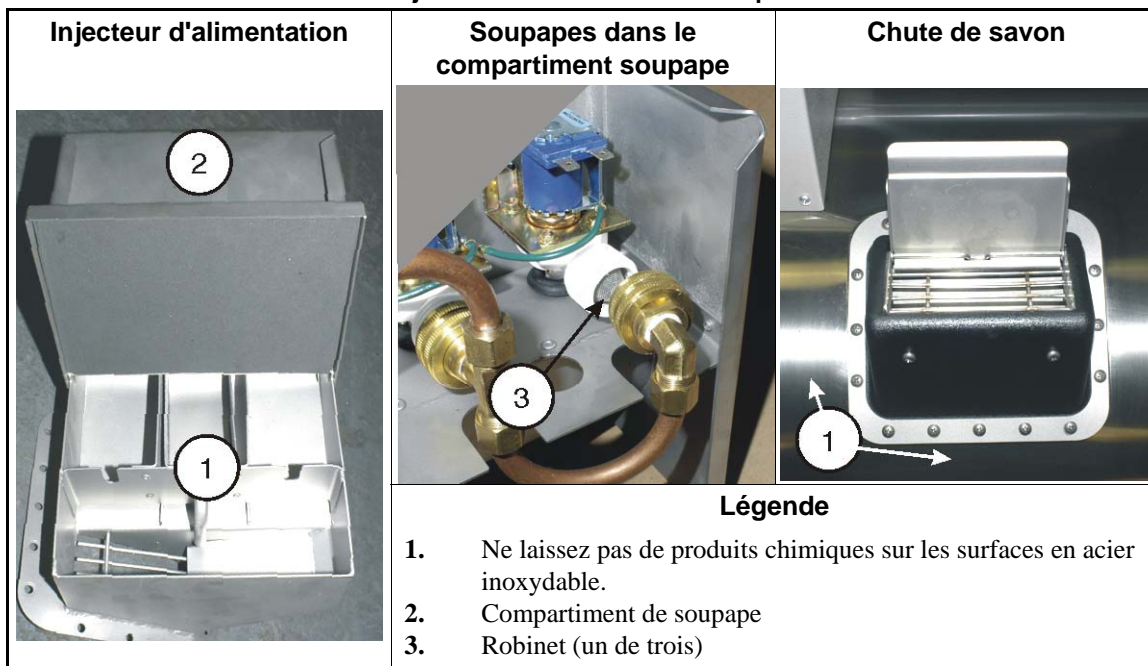 Injecteur d'alimentation
Soupapes dans le
compartiment soupape
Chute de savon
2
1
3
1
Légende
1. Ne laissez pas de produits chimiques sur les surfaces en acier
inoxydable.
2. Compartiment de soupape
3. Robinet (un de trois)